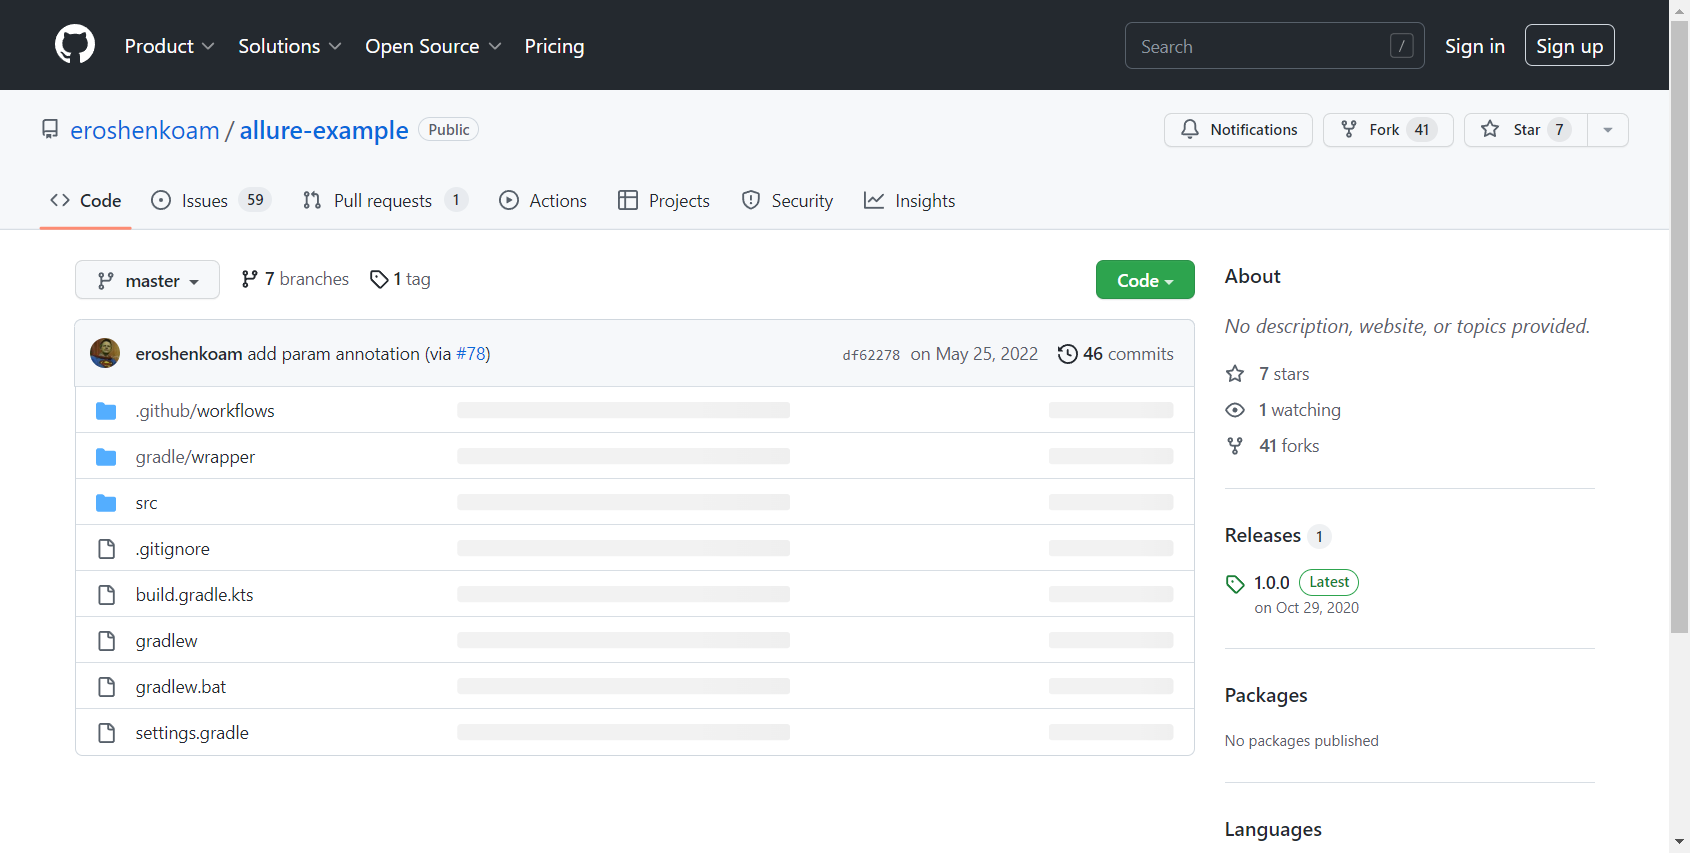 Product Solutions Open Source Pricing Search / Sign in Sign up
eroshenkoam / allure-example Public Notifications Fork 41 Star 7
Code Issues 59 Pull requests 1 Actions Projects Security Insights
master 7 branches 1 tag Code
eroshenkoam add param annotation (via #78) df62278 on May 25, 2022 46 commits
.github/workflows
gradle/wrapper
src
.gitignore
build.gradle.kts
gradlew
gradlew.bat
settings.gradle
About
No description, website, or topics provided.
7 stars
1 watching
41 forks
Releases 1
1.0.0 Latest
on Oct 29, 2020
Packages
No packages published
Languages